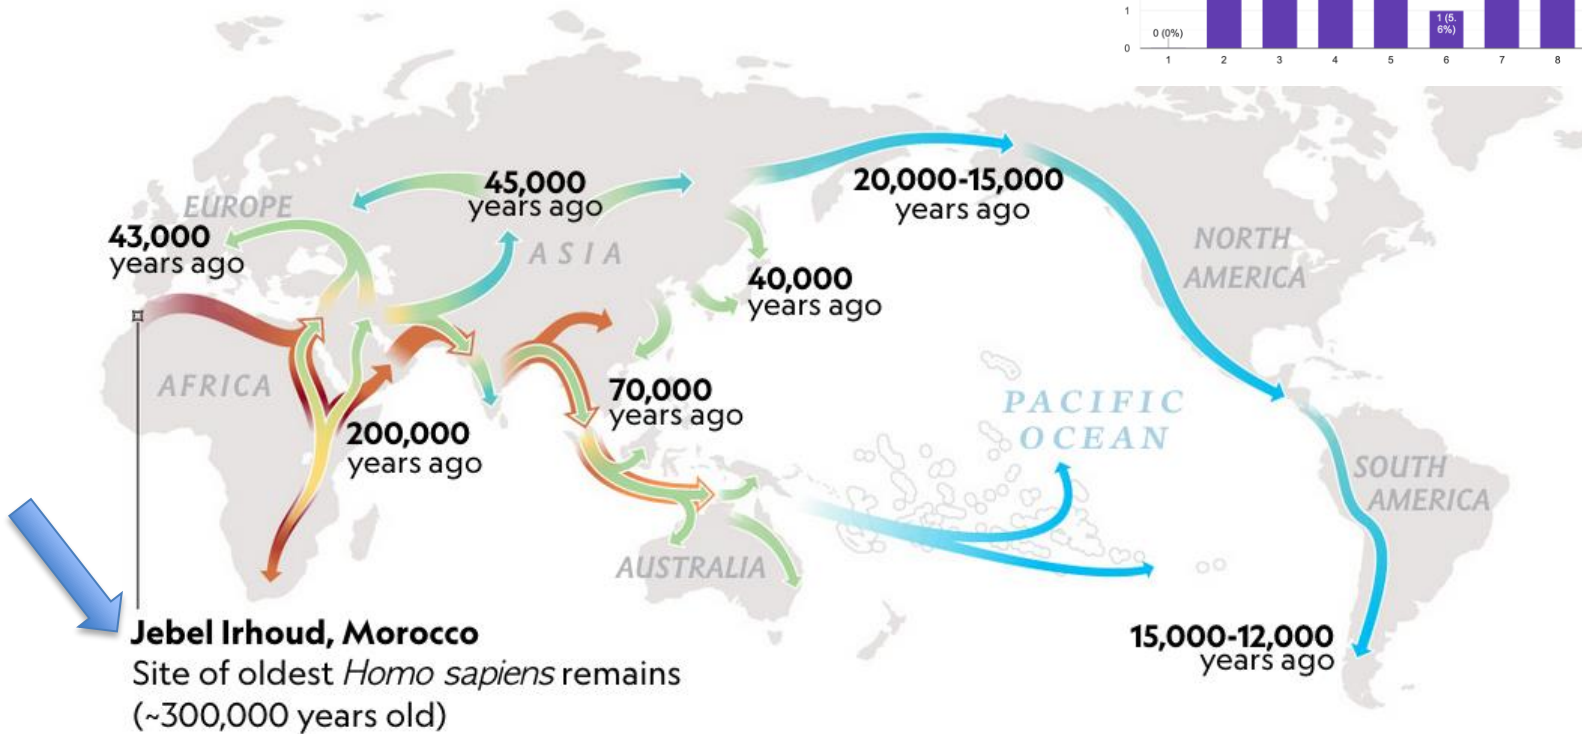 1
0
0 (0%)
1 (5.
6%)
1 2 3 4 5 6 7 8
45,000
years ago
EUROPE
43,000
years ago
ASIA
20,000-15,000
years ago
NORTH
AMERICA
40,000
years ago
AFRICA
70,000
years ago
200,000
years ago
PACIFIC
OCEAN
SOUTH
AMERICA
AUSTRALIA
Jebel Irhoud, Morocco
Site of oldest Homo sapiens remains
(~300,000 years old)
15,000-12,000
years ago